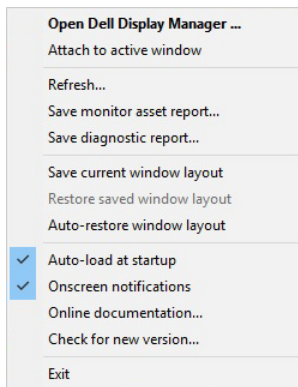 Open Dell Display Manager ...
Attach to active window
Refresh...
Save monitor asset report...
Save diagnostic report...
Save current window layout
Restore saved window layout
Auto-restore window layout
Auto-load at startup
Onscreen notifications
Online documentation...
Check for new version...
Exit